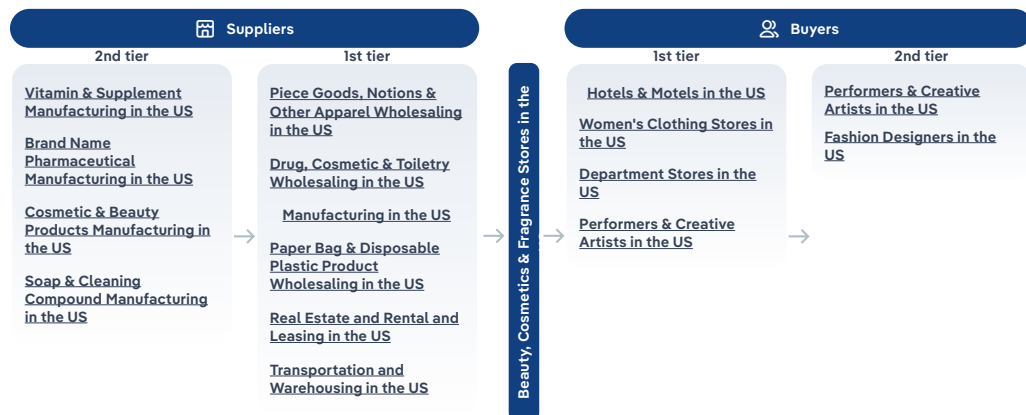 Suppliers
Buyers
2nd tier
1st tier
1st tier
2nd tier
Vitamin & Supplement
Manufacturing in the US
Brand Name
Pharmaceutical
Manufacturing in the US
Cosmetic & Beauty
Products Manufacturing in
the US
Soap & Cleaning
Compound Manufacturing
in the US
Piece Goods, Notions &
Other Apparel Wholesaling
in the US
Drug, Cosmetic & Toiletry
Wholesaling in the US
Manufacturing in the US
Paper Bag & Disposable
Plastic Product
Wholesaling in the US
Real Estate and Rental and
Leasing in the US
Transportation and
Warehousing in the US
Beauty, Cosmetics & Fragrance Stores in the
Hotels & Motels in the US
Women's Clothing Stores in
the US
Department Stores in the
US
Performers & Creative
Artists in the US
Performers & Creative
Artists in the US
Fashion Designers in the
US